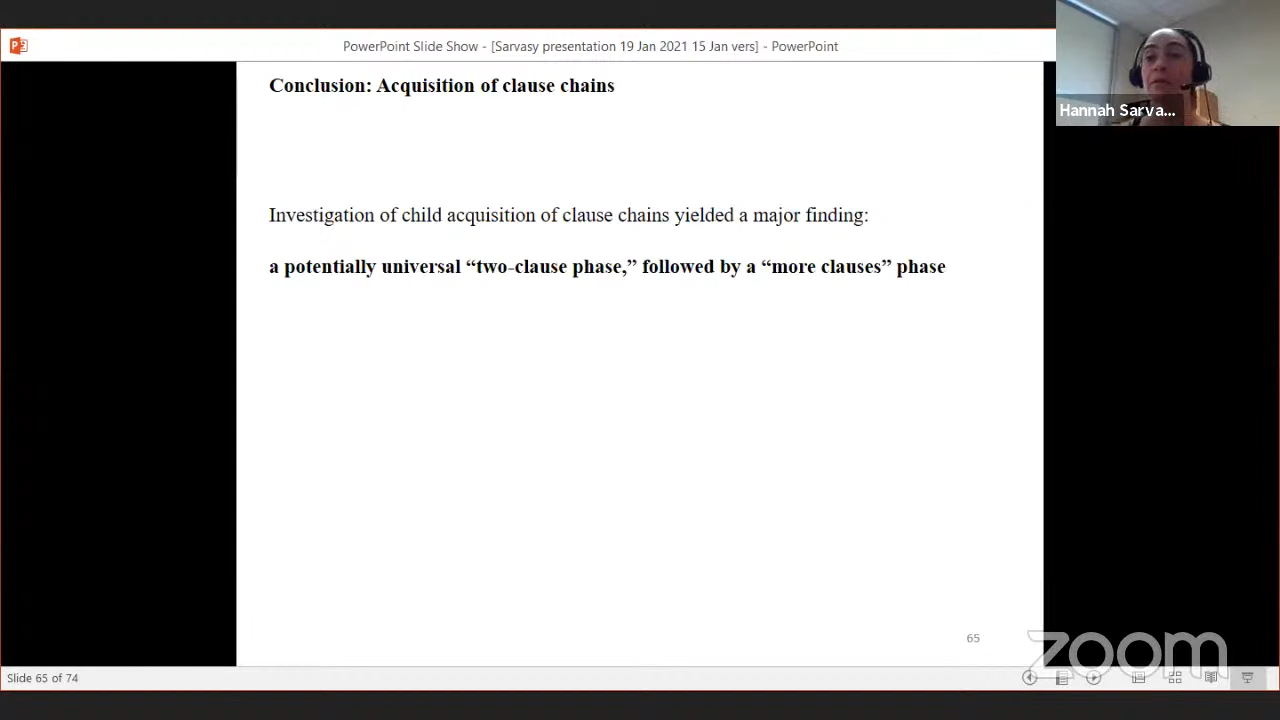 PowerPoint Slide Show - [Sarvasy presentation 19 Jan 2021 15 Jan vers] - PowerPoint
Conclusion: Acquisition of clause chains
Hannah Sarva...
Investigation of child acquisition of clause chains yielded a major finding:
a potentially universal “two-clause phase,” followed by a “more clauses” phase
65
zoom
Slide 65 of 74